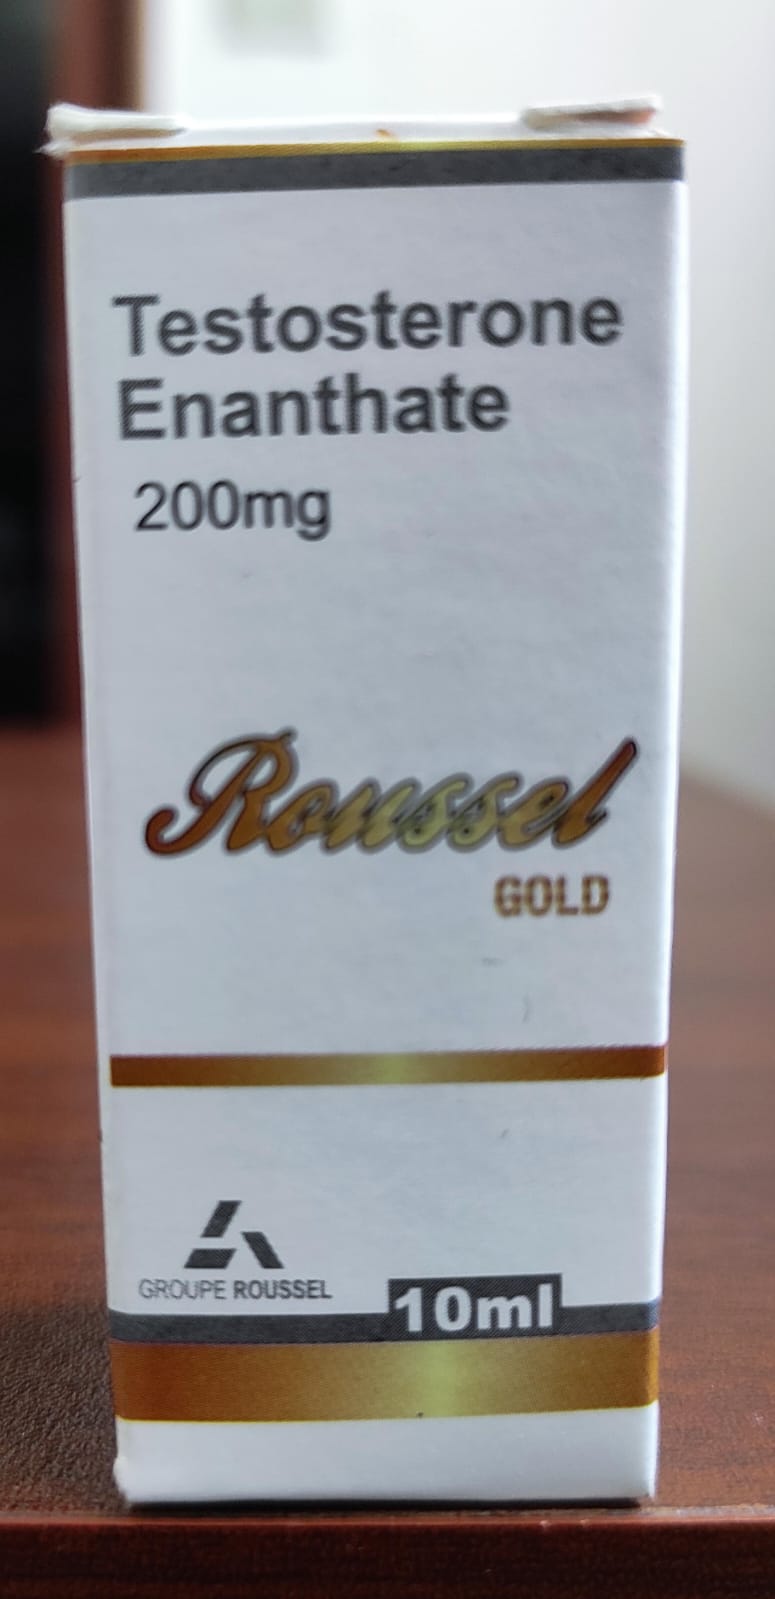 Testosterone
Enanthate
200mg
Roussel
GOLD
GROUPE ROUSSEL
10ml